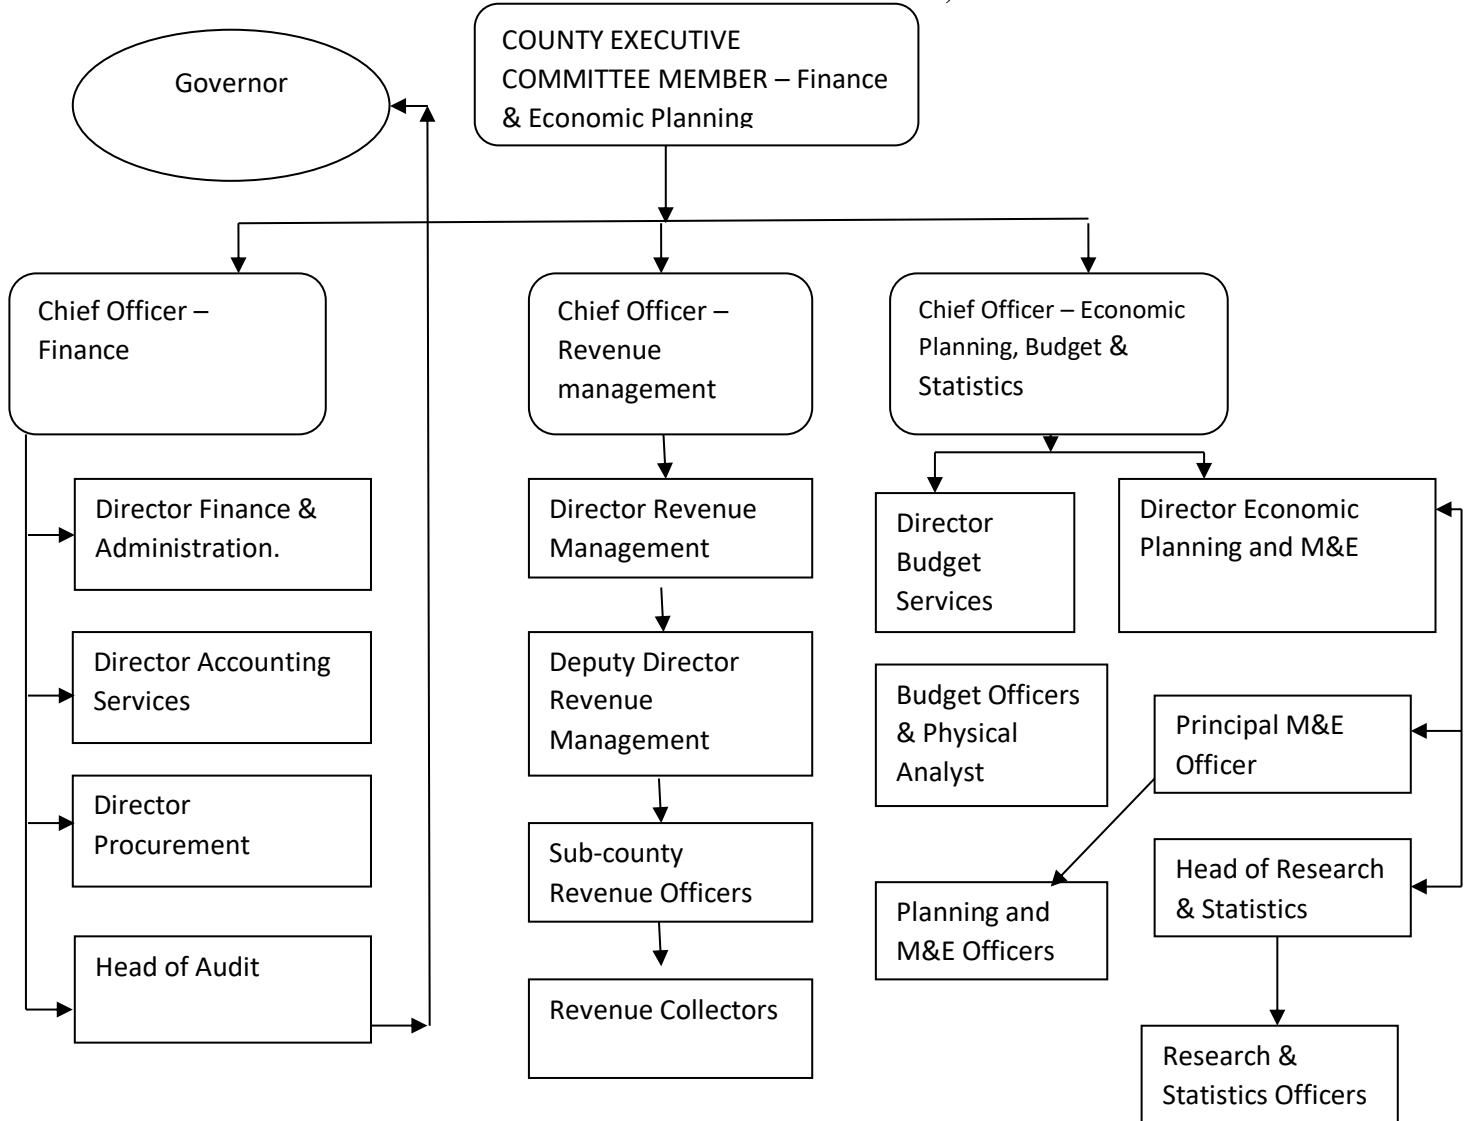 COUNTY EXECUTIVE
COMMITTEE MEMBER – Finance
& Economic Planning
Governor
Chief Officer –
Finance
Chief Officer –
Revenue
management
Chief Officer – Economic
Planning, Budget &
Statistics
Director Finance &
Administration.
Director Accounting
Services
Director
Procurement
Head of Audit
Director Revenue
Management
Deputy Director
Revenue
Management
Sub-county
Revenue Officers
Revenue Collectors
Director
Budget
Services
Budget Officers
& Physical
Analyst
Planning and
M&E Officers
Director Economic
Planning and M&E
Principal M&E
Officer
Head of Research
& Statistics
Research &
Statistics Officers